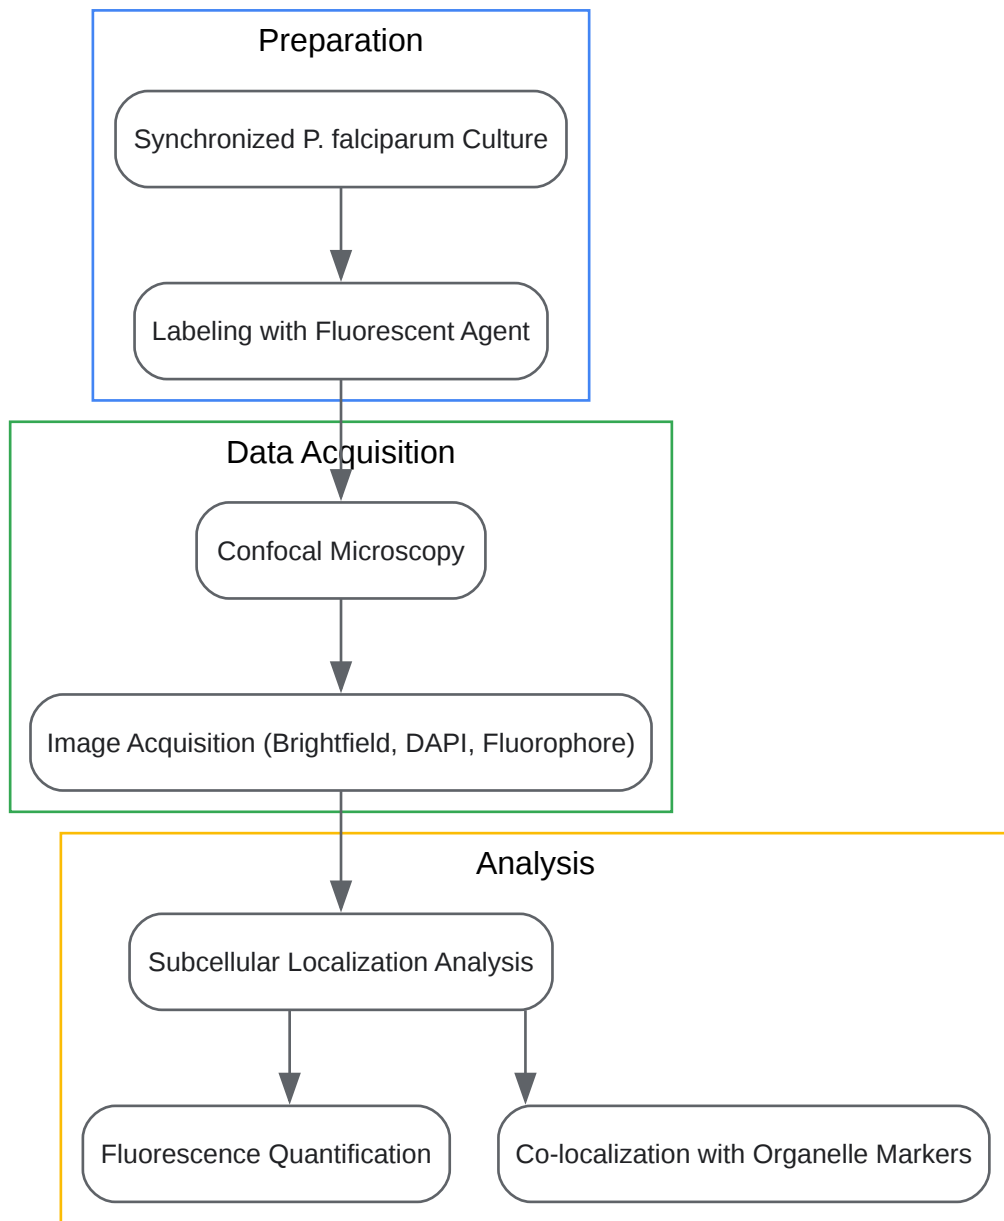 Preparation
Synchronized P. falciparum Culture
Labeling with Fluorescent Agent
Data Acquisition
Confocal Microscopy
Image Acquisition (Brightfield, DAPI, Fluorophore)
Analysis
Subcellular Localization Analysis
Fluorescence Quantification
Co-localization with Organelle Markers